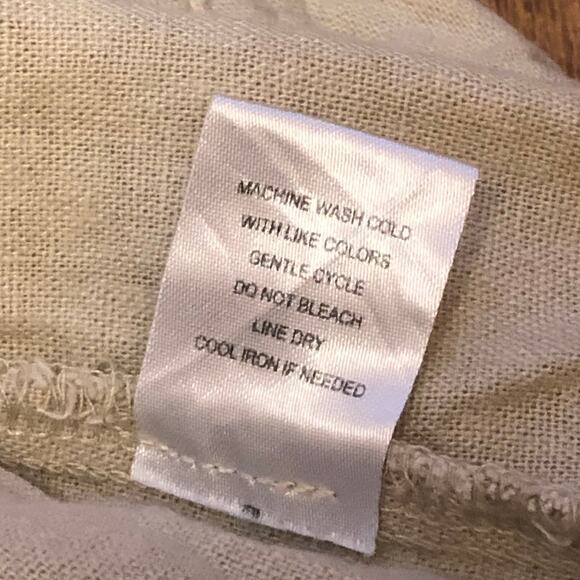 MACHINE WASH COLD
WITH LIKE COLORS
GENTLE CYCLE
DO NOT BLEACH
LINE DRY
COOL IRON IF NEEDED